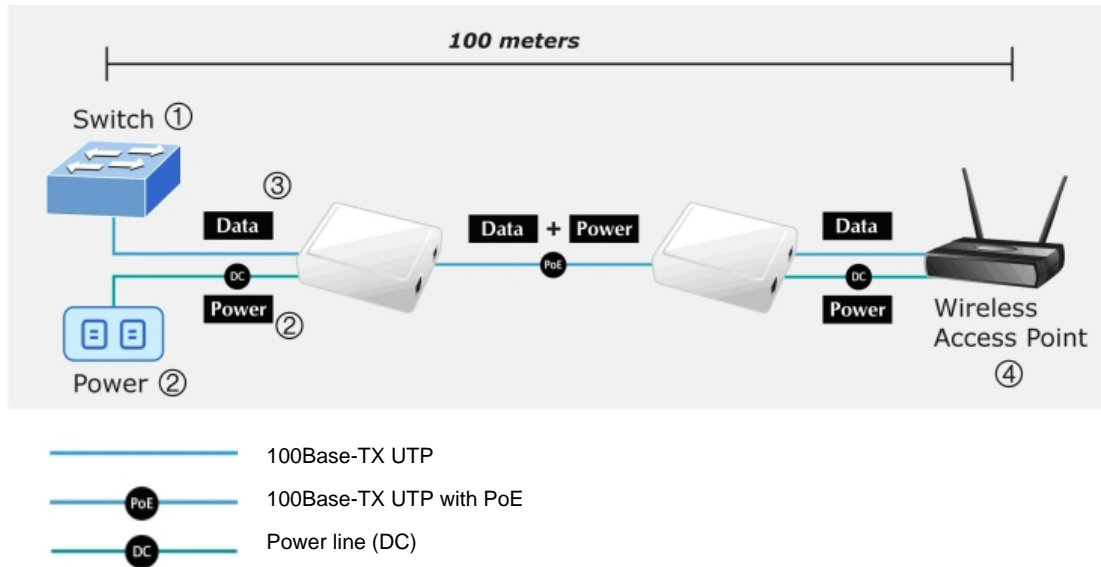 100 meters
Switch ①
③
Data
Data + Power
Data
DC
PoE
DC
Power ②
Power
Wireless
Access Point
④
Power ②
100Base-TX UTP
PoE
100Base-TX UTP with PoE
DC
Power line (DC)